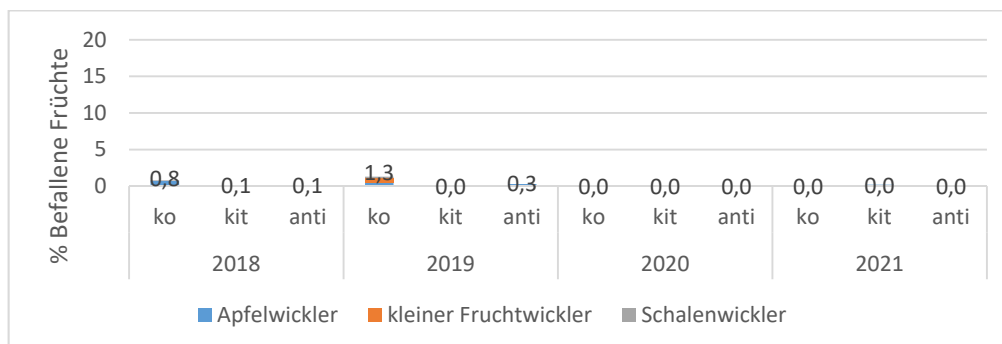 % Befallene Früchte
20
15
10
5
0
0,8 0,1 0,1 1,3 0,0 0,3 0,0 0,0 0,0 0,0 0,0 0,0
ko kit anti ko kit anti ko kit anti ko kit anti
2018 2019 2020 2021
Apfelwickler kleiner Fruchtwickler Schalenwickler